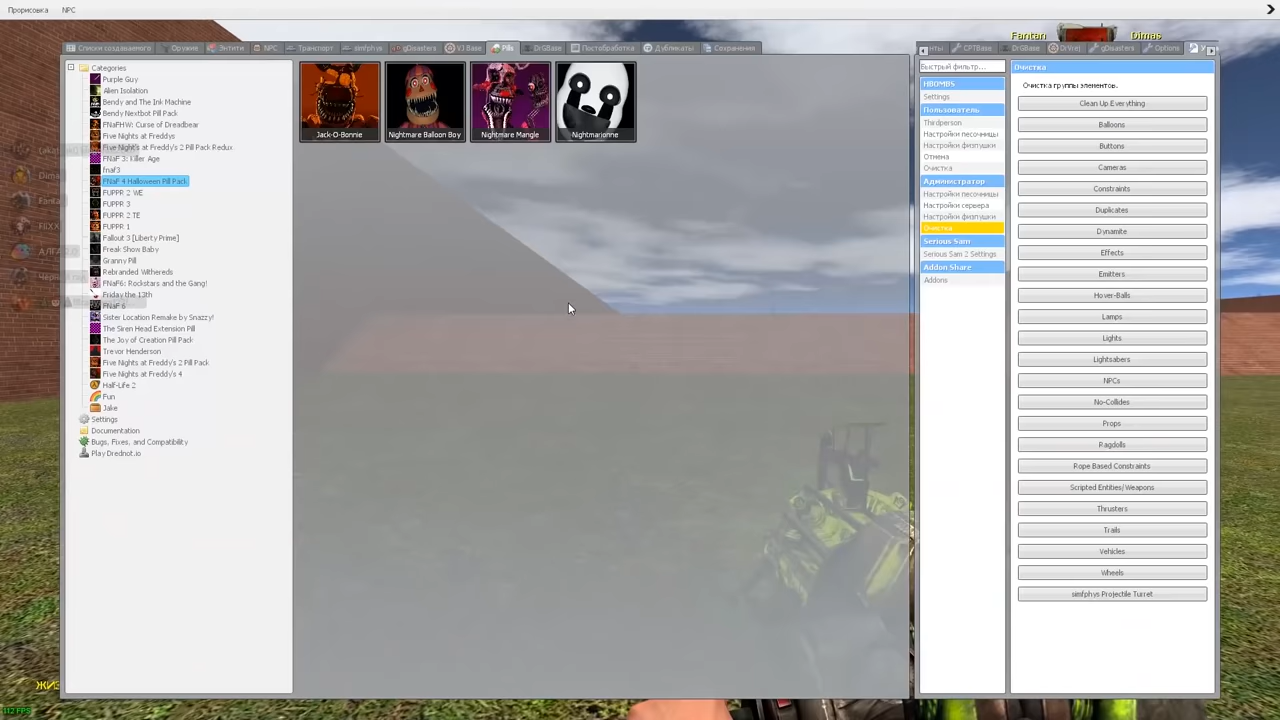 Прорисовка NPC
Fantan Dimas
Списки создаваемого Оружие Энтити NPC Транспорт simfphys gDisasters VJ Base Pills DrGBase Постобработка Дубликаты Сохранения
CPTBase DrGBase gDisasters Options
Categories
Purple Guy
Alien Isolation
Bendy and The Ink Machine
Bendy Nextbot Pill Pack
FNaFHW: Curse of Dreadbear
Five Nights at Freddys
Five Night's at Freddy's 2 Pill Pack Redux
FNaF 3: Killer Age
fnaf3
FNaF 4 Halloween Pill Pack
FUPPR 2 WE
FUPPR 3
FUPPR 2 TE
FUPPR 1
Fallout 3 [Liberty Prime]
Freak Show Baby
Granny Pill
Rebranded Withereds
FNaF6: Rockstars and the Gang!
Friday the 13th
FNaF 6
Sister Location Remake by Snazzy!
The Siren Head Extension Pill
The Joy of Creation Pill Pack
Trevor Henderson
Five Nights at Freddy's 2 Pill Pack
Five Nights at Freddy's 4
Half-Life 2
Fun
Jake
Settings
Documentation
Bugs, Fixes, and Compatibility
Play Drednot.io
Jack-O-Bonnie Nightmare Balloon Boy Nightmare Mangle Nightmarionne
Быстрый фильтр...
HBOMBS
Settings
Пользователь
Thirdperson
Настройки песочницы
Настройки физпушки
Отмена
Очистка
Администратор
Настройки песочницы
Настройки сервера
Настройки физпушки
Очистка
Serious Sam
Serious Sam 2 Settings
Addon Share
Addons
Очистка
Очистка группы элементов.
Clean Up Everything
Balloons
Buttons
Cameras
Constraints
Duplicates
Dynamite
Effects
Emitters
Hover-Balls
Lamps
Lights
Lightsabers
NPCs
No-Collides
Props
Ragdolls
Rope Based Constraints
Scripted Entities/Weapons
Thrusters
Trails
Vehicles
Wheels
simfphys Projectile Turret
112 FPS